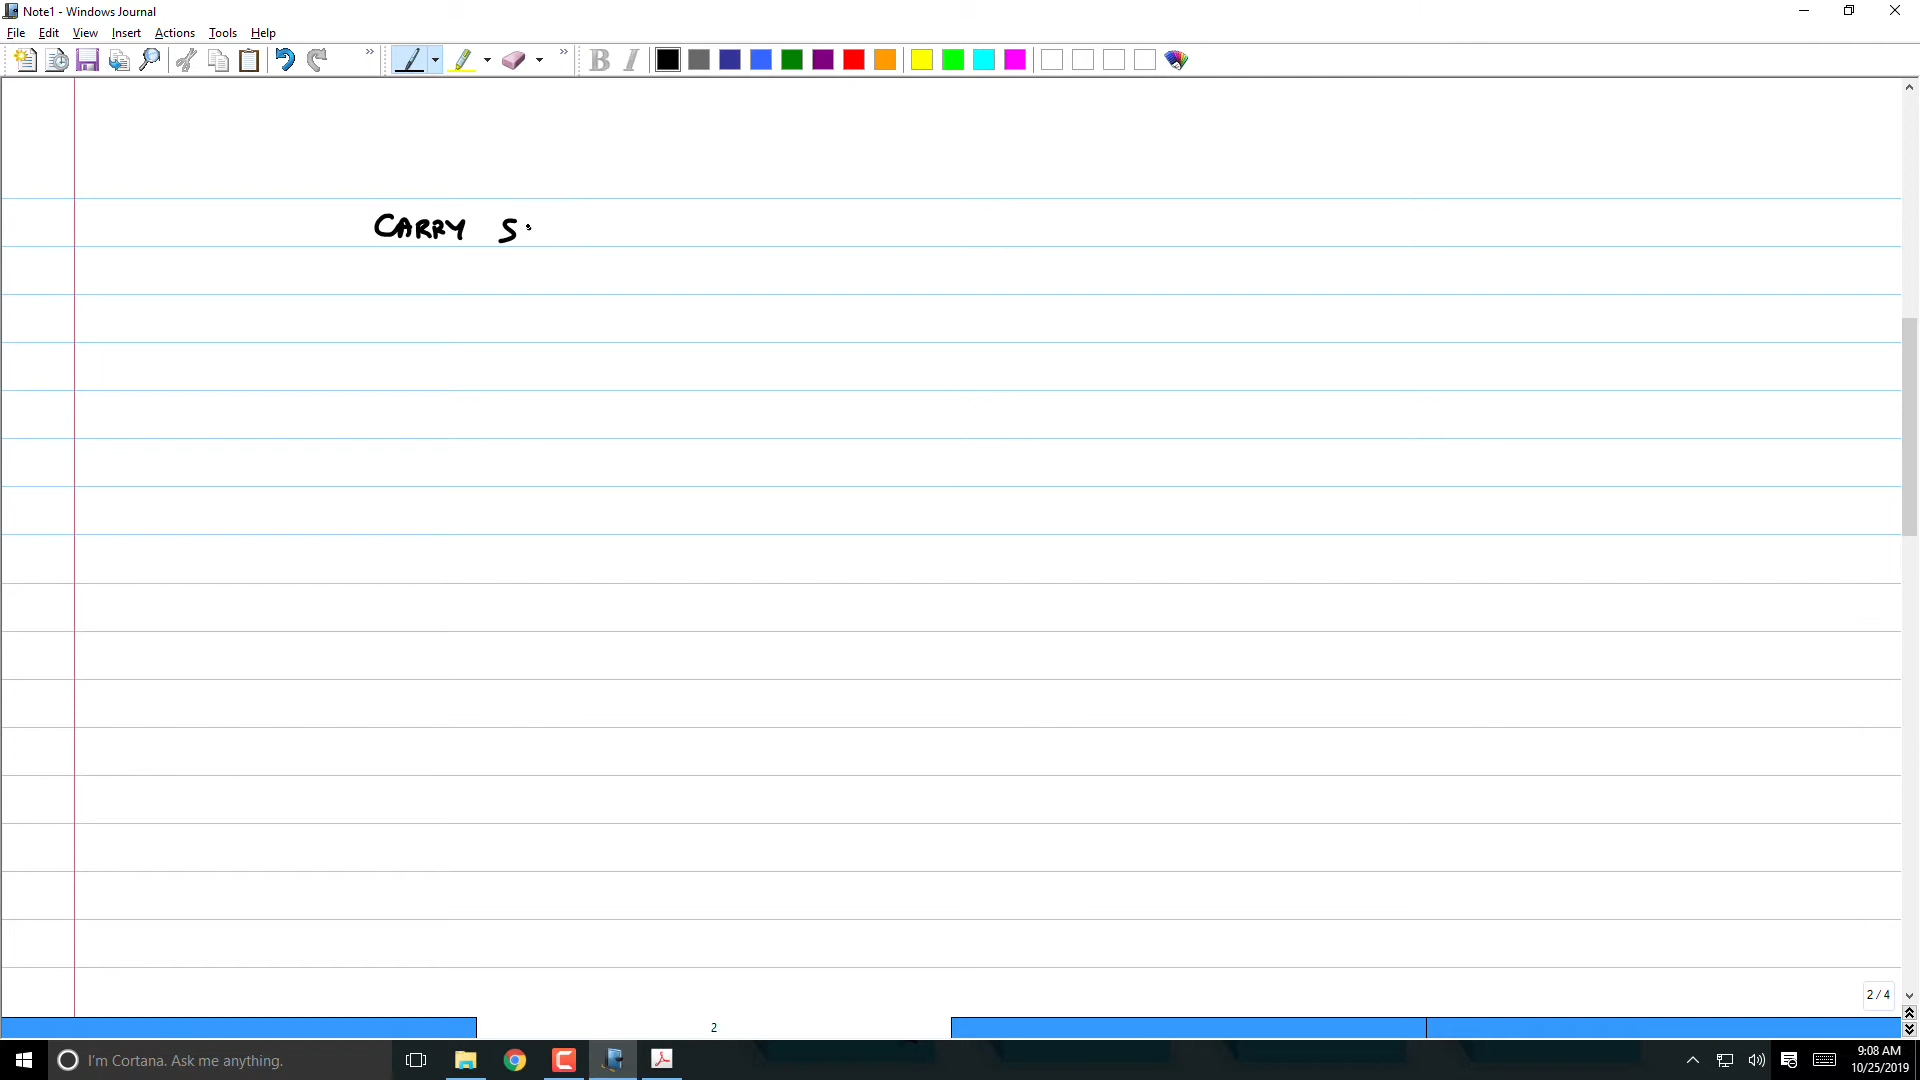 Note1 - Windows Journal
File Edit View Insert Actions Tools Help
B I
CARRY S
2 / 4
2
I'm Cortana. Ask me anything.
9:08 AM
10/25/2019